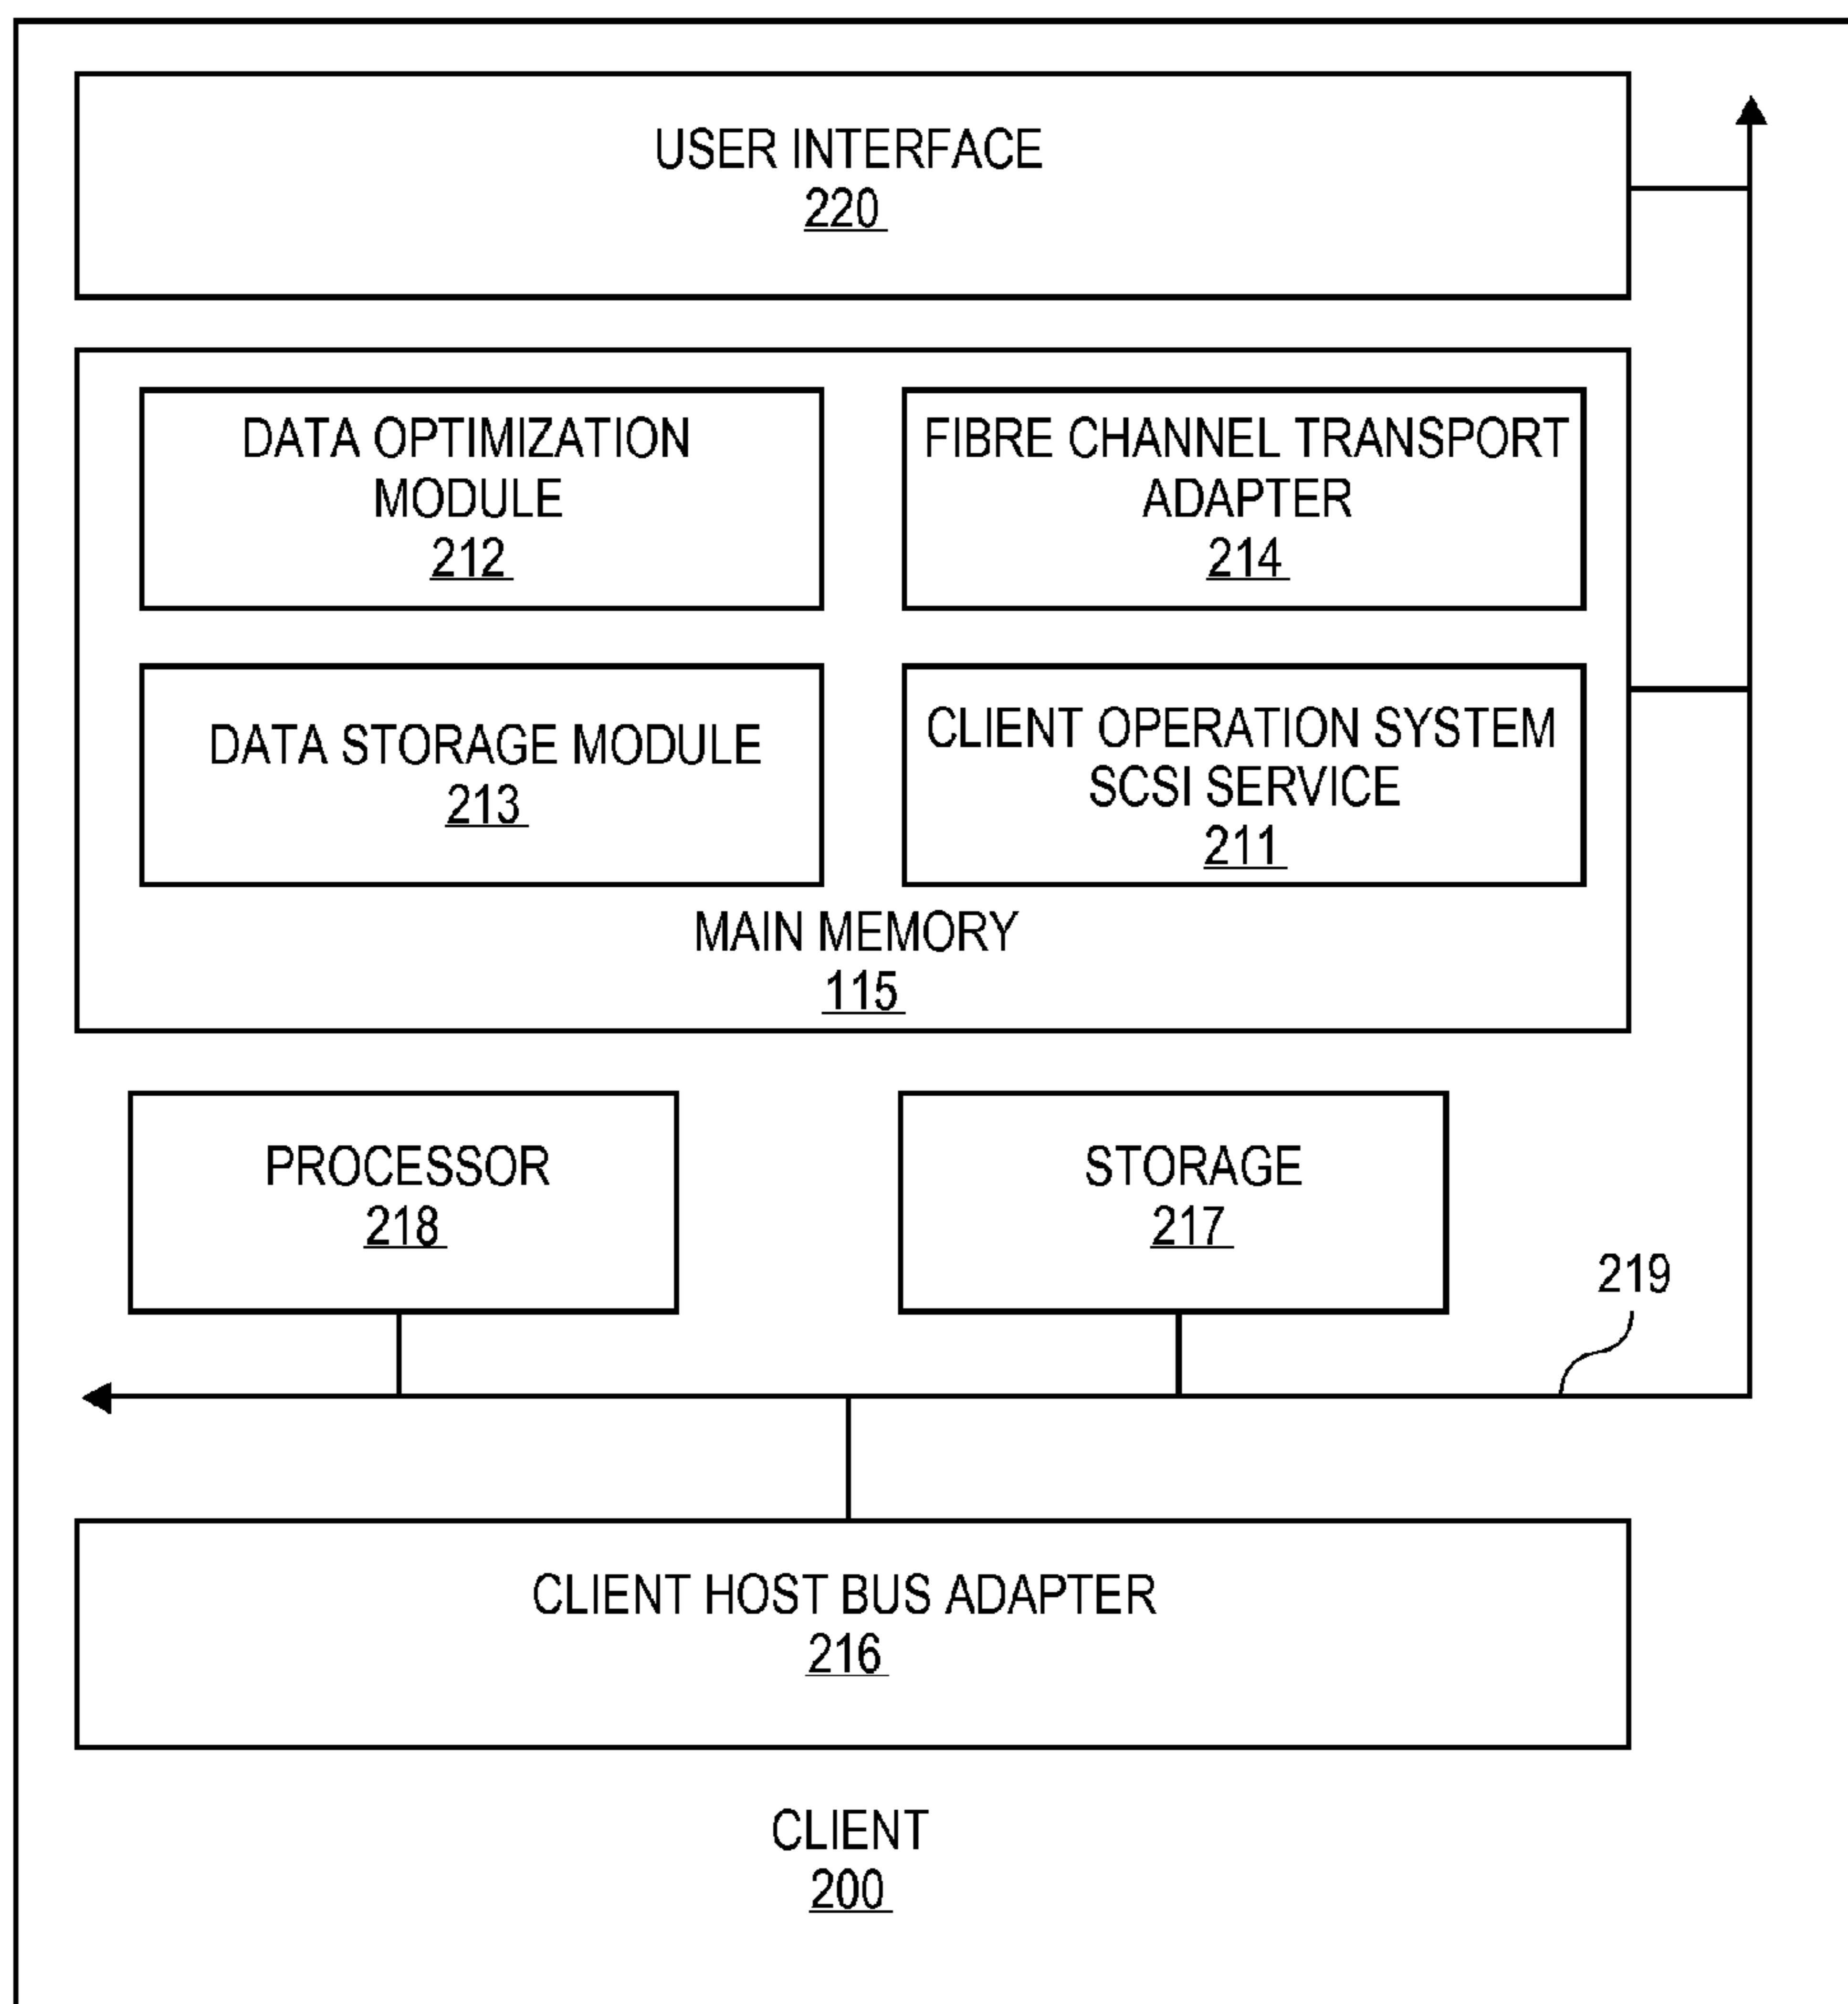 USER INTERFACE
220
DATA OPTIMIZATION
MODULE
212
FIBRE CHANNEL TRANSPORT
ADAPTER
214
DATA STORAGE MODULE
213
CLIENT OPERATION SYSTEM
SCSI SERVICE
211
MAIN MEMORY
115
PROCESSOR
218
STORAGE
217
219
CLIENT HOST BUS ADAPTER
216
CLIENT
200